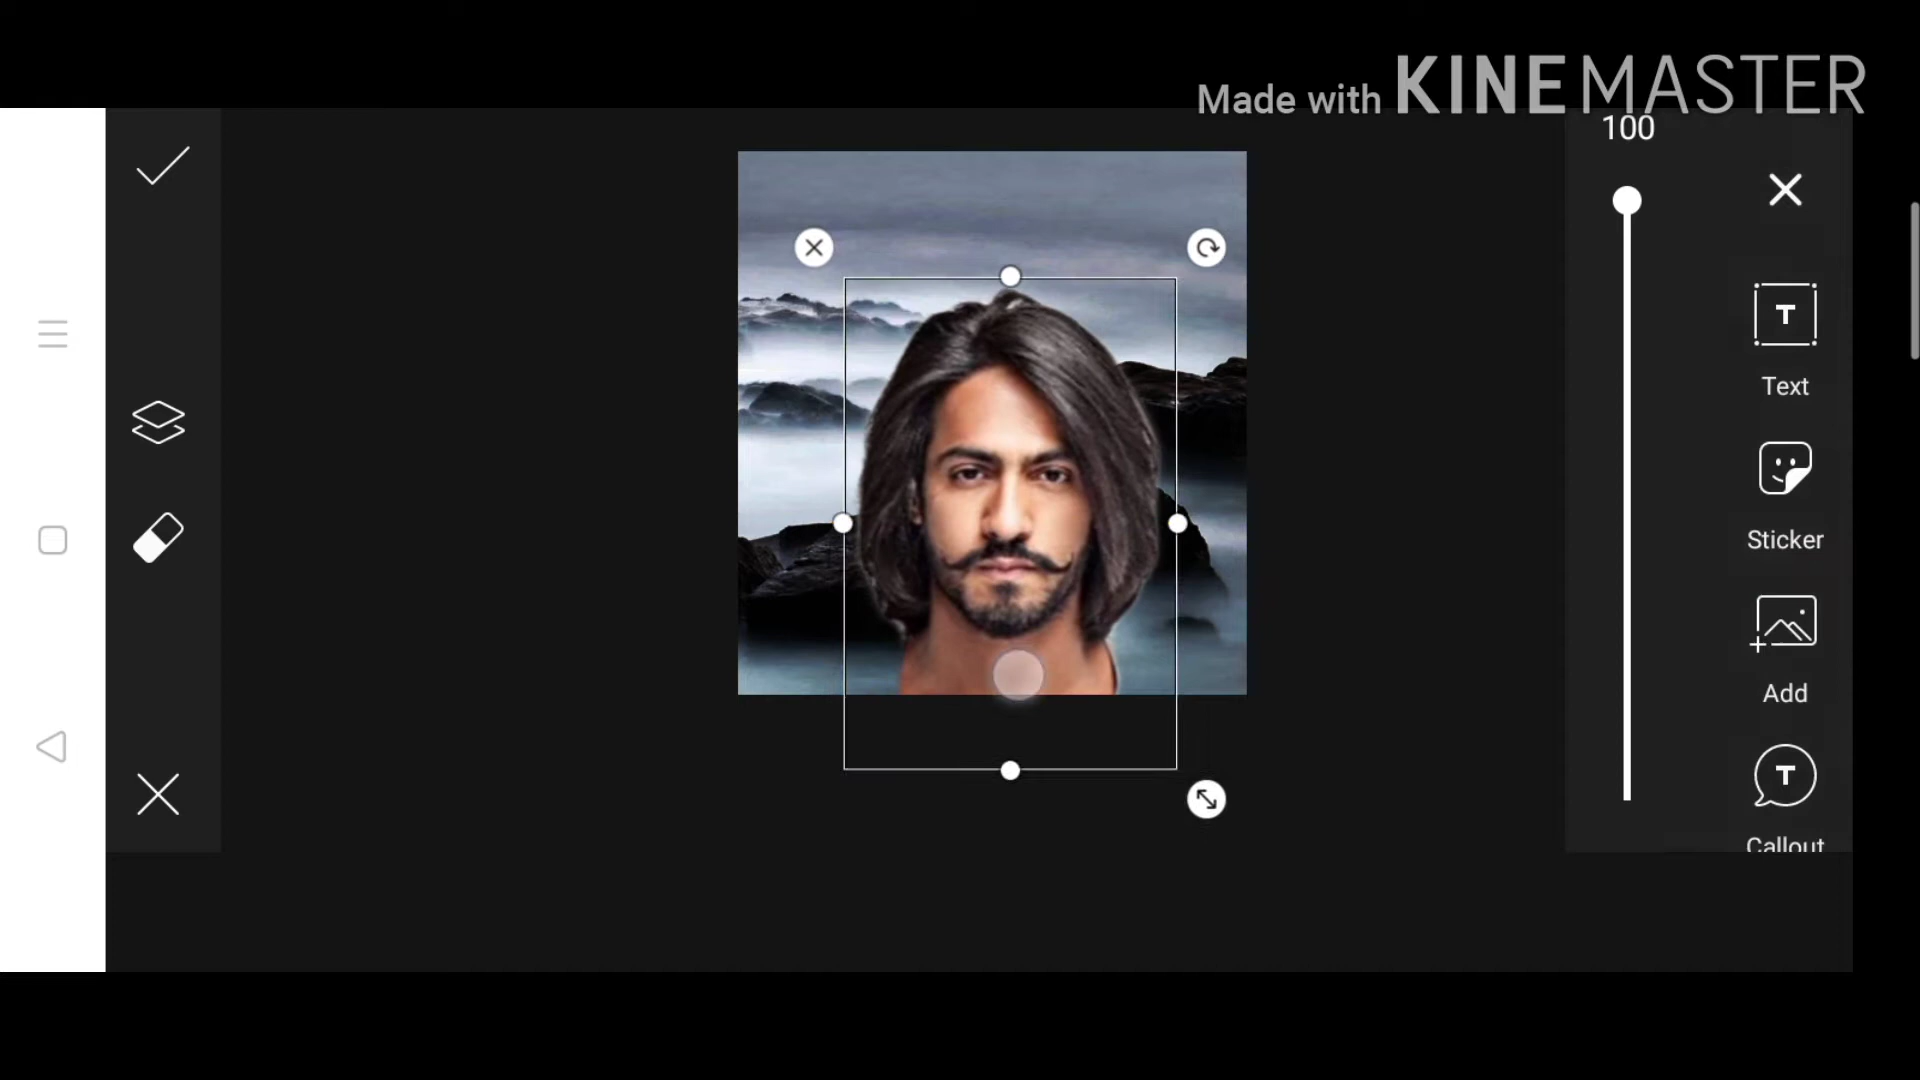 Made with KINEMASTER
100
T
Text
Sticker
Add
T
Callout